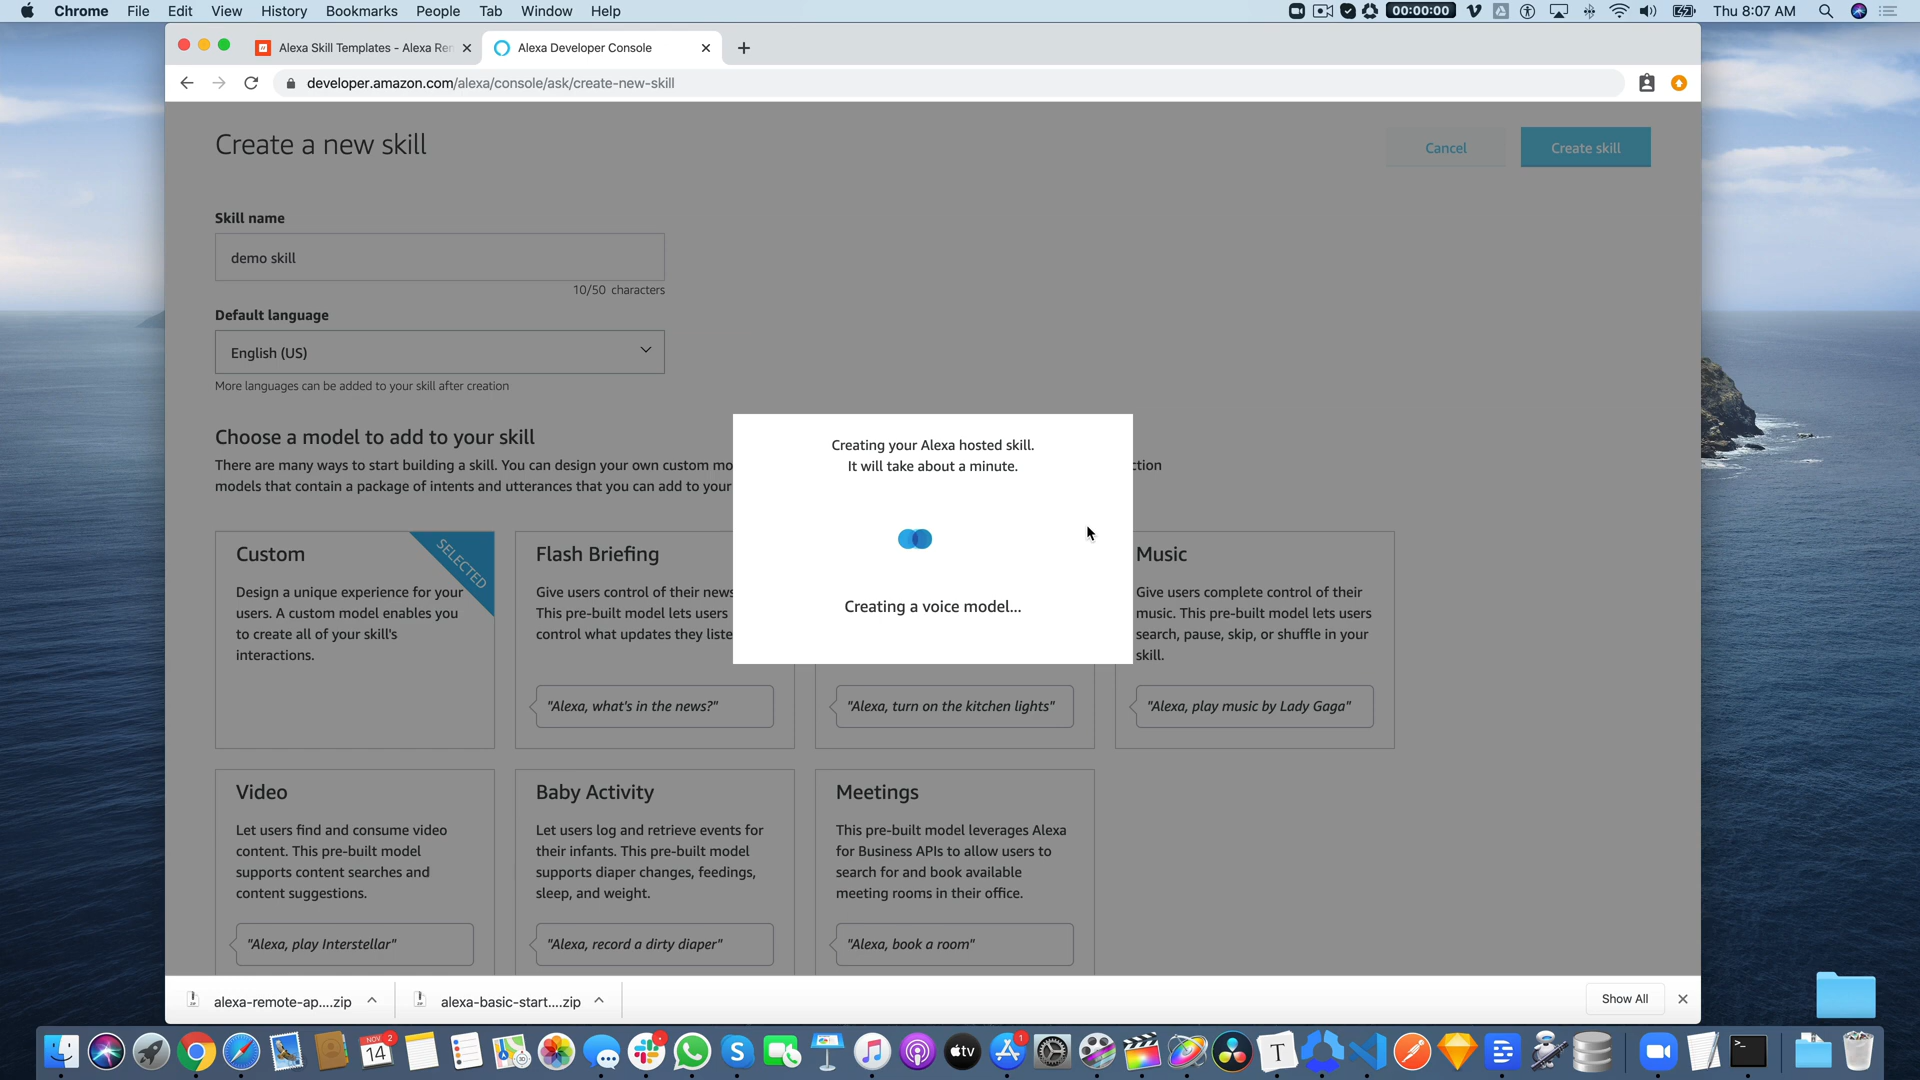 Chrome File Edit View History Bookmarks People Tab Window Help
00:00:00
Thu 8:07 AM
Alexa Skill Templates - Alexa Re
Alexa Developer Console
developer.amazon.com/alexa/console/ask/create-new-skill
Create a new skill
Cancel
Create skill
Skill name
demo skill
10/50 characters
Default language
English (US)
More languages can be added to your skill after creation
Choose a model to add to your skill
There are many ways to start building a skill. You can design your own custom mo
ction
models that contain a package of intents and utterances that you can add to your
Creating your Alexa hosted skill.
It will take about a minute.
Creating a voice model...
Custom
SELECTED
Design a unique experience for your
users. A custom model enables you
to create all of your skill's
interactions.
Flash Briefing
Give users control of their news
This pre-built model lets users
control what updates they liste
"Alexa, what's in the news?"
"Alexa, turn on the kitchen lights"
Music
Give users complete control of their
music. This pre-built model lets users
search, pause, skip, or shuffle in your
skill.
"Alexa, play music by Lady Gaga"
Video
Let users find and consume video
content. This pre-built model
supports content searches and
content suggestions.
"Alexa, play Interstellar"
Baby Activity
Let users log and retrieve events for
their infants. This pre-built model
supports diaper changes, feedings,
sleep, and weight.
"Alexa, record a dirty diaper"
Meetings
This pre-built model leverages Alexa
for Business APIs to allow users to
search for and book available
meeting rooms in their office.
"Alexa, book a room"
alexa-remote-ap....zip
alexa-basic-start....zip
Show All
NOV
14
2
tv
1
T